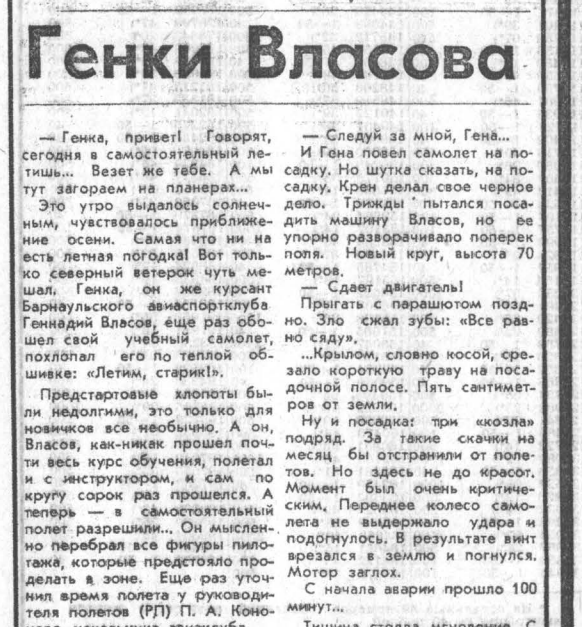 Генки Власова
— Генка, привет! Говорят,
сегодня в самостоятельный ле-
тишь... Везет же тебе. А мы
тут загораем на планерах...
Это утро выдалось солнеч-
ным, чувствовалось приближе-
ние осени. Самая что ни на
есть летная погодка! Вот толь-
ко северный ветерок чуть ме-
шал. Генка, он же курсант
Барнаульского авиаспортклуба
Геннадий Власов, еще раз обо-
шел свой учебный самолет,
похлопал его по теплой об-
шивке: «Летим, старик!».
Предстартовые хлопоты бы-
ли недолгими, это только для
новичков все необычно. А он,
Власов, как-никак прошел поч-
ти весь курс обучения, полетал
и с инструктором, и сам по
кругу сорок раз прошелся. А
теперь — в самостоятельный
полет разрешили... Он мыслен-
но перебрал все фигуры пило-
тажа, которые предстояло про-
делать в зоне. Еще раз уточ-
нил время полета у руководи-
теля полетов (РП) П. А. Коно-
— Следуй за мной, Гена...
И Гена повел самолет на по-
садку. Но шутка сказать, на по-
садку. Крен делал свое черное
дело. Трижды пытался поса-
дить машину Власов, но ее
упорно разворачивало поперек
поля. Новый круг, высота 70
метров.
— Сдает двигатель!
Прыгать с парашютом позд-
но. Зло сжал зубы: «Все рав-
но сяду».
...Крылом, словно косой, сре-
зало короткую траву на поса-
дочной полосе. Пять сантимет-
ров от земли.
Ну и посадка: три «козла»
подряд. За такие скачки на
месяц бы отстранили от поле-
тов. Но здесь не до красот.
Момент был очень критиче-
ским. Переднее колесо само-
лета не выдержало удара и
подогнулось. В результате винт
врезался в землю и погнулся.
Мотор заглох.
С начала аварии прошло 100
минут...
Тишина стояла